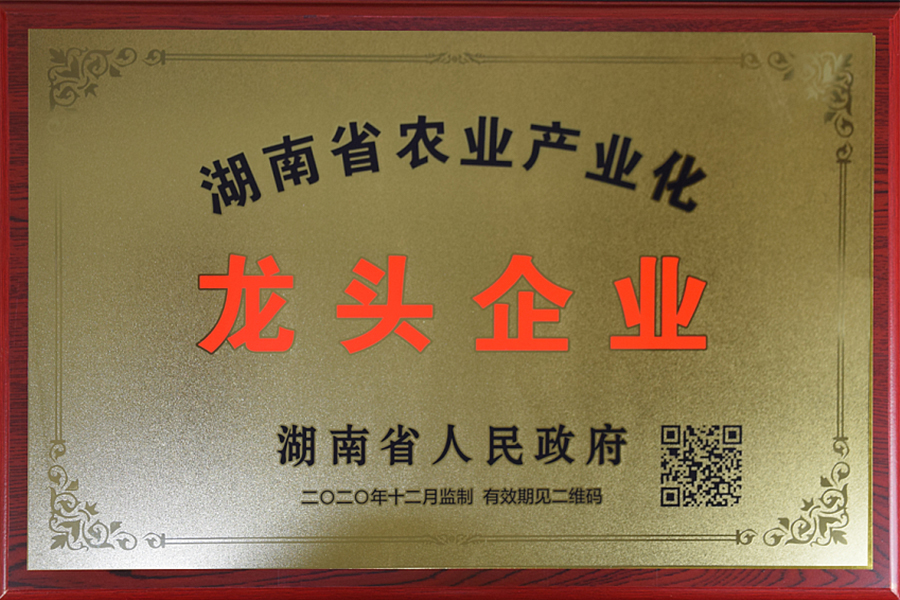 湖南省农业产业化
龙头企业
湖南省人民政府
二〇二〇年十二月监制 有效期见二维码